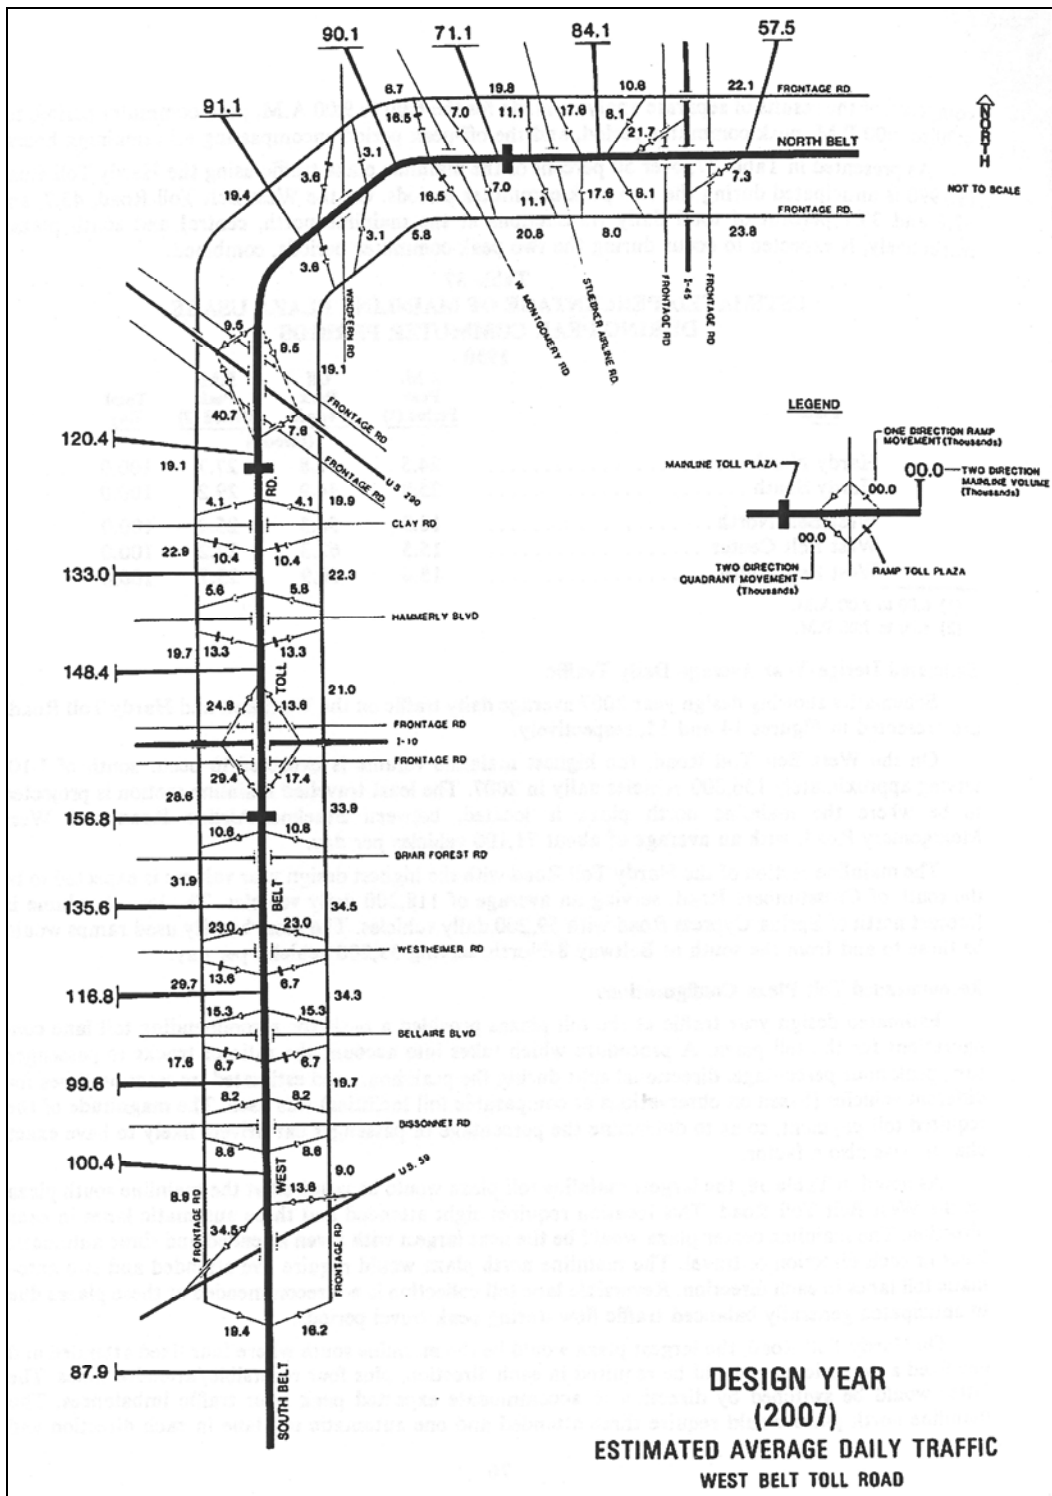 90.1
71.1
84.1
57.5
91.1
6.7
19.8
10.6
22.1
FRONTAGE RD
16.5
7.0
11.1
17.6
6.1
21.7
NORTH BELT
NORTH
NOT TO SCALE
3.1
3.6
19.4
7.3
7.0
16.5
11.1
17.6
6.1
FRONTAGE RD.
3.1
5.8
20.8
8.0
23.8
3.6
WINDFERN RD
W. MONTGOMERY RD.
STUEBNER AIRLINE RD.
FRONTAGE RD
I-45
FRONTAGE RD
9.5
9.5
19.1
40.7
7.6
FRONTAGE RD
FRONTAGE RD.
U.S. 290
120.4
19.1
RD.
19.9
4.1
4.1
CLAY RD
22.9
10.4
10.4
133.0
22.3
5.6
5.8
HAMMERLY BLVD
19.7
13.3
13.3
148.4
TOLL
21.0
24.8
13.6
FRONTAGE RD
I-10
FRONTAGE RD
29.4
17.4
28.6
33.9
156.8
10.6
10.6
BRIAR FOREST RD
31.9
BELT
34.5
135.6
23.0
23.0
WESTHEIMER RD
13.6
6.7
29.7
34.3
116.8
15.3
15.3
BELLAIRE BLVD
17.6
6.7
6.7
99.6
19.7
8.2
8.2
BISSONNET RD
8.6
8.6
WEST
100.4
9.0
U.S. 59
8.9
13.6
FRONTAGE RD
34.5
FRONTAGE RD
19.4
16.2
87.9
SOUTH BELT
LEGEND
ONE DIRECTION RAMP
MOVEMENT (Thousands)
MAINLINE TOLL PLAZA
00.0
00.0
TWO DIRECTION
MAINLINE VOLUME
(Thousands)
00.0
TWO DIRECTION
QUADRANT MOVEMENT
(Thousands)
RAMP TOLL PLAZA
DESIGN YEAR
(2007)
ESTIMATED AVERAGE DAILY TRAFFIC
WEST BELT TOLL ROAD